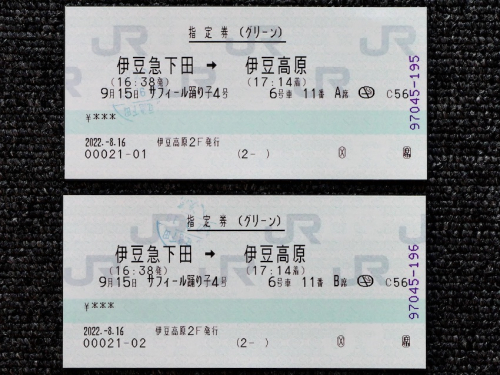 指定券 (グリーン)
伊豆急下田 → 伊豆高原
(16:38発) (17:14着)
9月15日 サフィール踊り子4号 6号車 11番 A席 C56
¥***
2022.-8.16 伊豆高原2F発行
00021-01 (2- )
97045-195
指定券 (グリーン)
伊豆急下田 → 伊豆高原
(16:38発) (17:14着)
9月15日 サフィール踊り子4号 6号車 11番 B席 C56
¥***
2022.-8.16 伊豆高原2F発行
00021-02 (2- )
97045-196